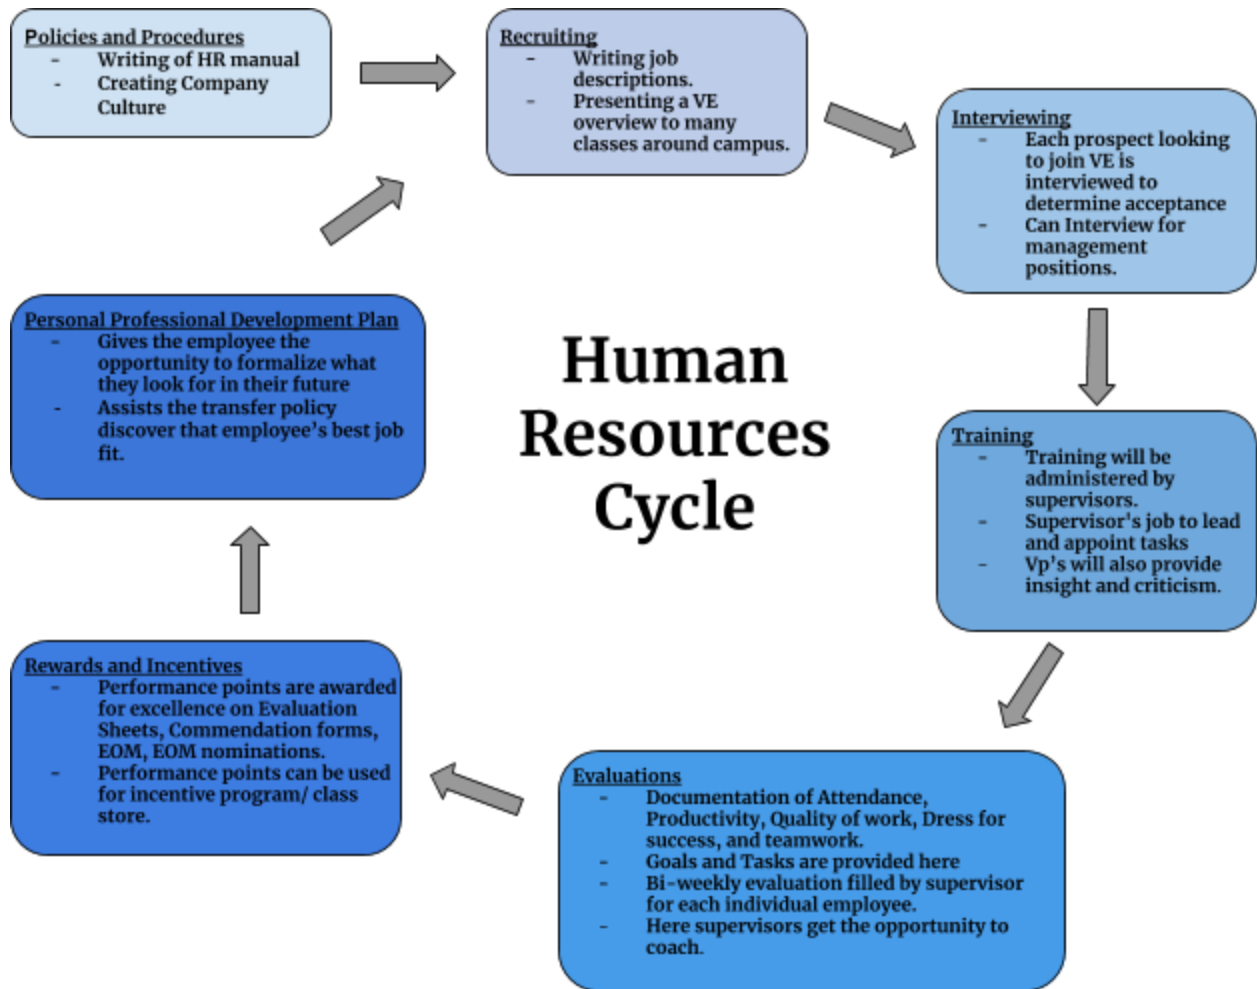 Policies and Procedures
- Writing of HR manual
- Creating Company
Culture
Recruiting
- Writing job
descriptions.
- Presenting a VE
overview to many
classes around campus.
Interviewing
- Each prospect looking
to join VE is
interviewed to
determine acceptance
- Can Interview for
management
positions.
Training
- Training will be
administered by
supervisors.
- Supervisor's job to lead
and appoint tasks
- Vp's will also provide
insight and criticism.
Evaluations
- Documentation of Attendance,
Productivity, Quality of work, Dress for
success, and teamwork.
- Goals and Tasks are provided here
- Bi-weekly evaluation filled by supervisor
for each individual employee.
- Here supervisors get the opportunity to
coach.
Rewards and Incentives
- Performance points are awarded
for excellence on Evaluation
Sheets, Commendation forms,
EOM, EOM nominations.
- Performance points can be used
for incentive program/ class
store.
Personal Professional Development Plan
- Gives the employee the
opportunity to formalize what
they look for in their future
- Assists the transfer policy
discover that employee's best job
fit.
Human
Resources
Cycle